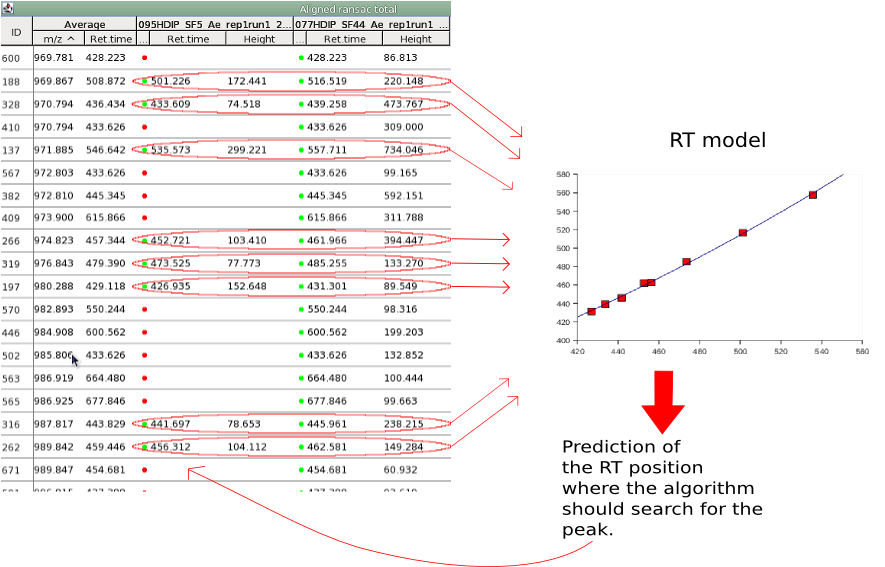 Aligned ransac total
ID Average 095HDIP_SF5_Ae_rep1run1_2... 077HDIP_SF44_Ae_rep1run1_...
m/z ^ Ret.time ... Ret.time Height ... Ret.time Height
600 969.781 428.223 428.223 86.813
188 969.867 508.872 501.226 172.441 516.519 220.148
328 970.794 436.434 433.609 74.518 439.258 473.767
410 970.794 433.626 433.626 309.000
137 971.885 546.642 535.573 299.221 557.711 734.046
567 972.803 433.626 433.626 99.165
382 972.810 445.345 445.345 592.151
409 973.900 615.866 615.866 311.788
266 974.823 457.344 452.721 103.410 461.966 394.447
319 976.843 479.390 473.525 77.773 485.255 133.270
197 980.288 429.118 426.935 152.648 431.301 89.549
570 982.893 550.244 550.244 98.316
446 984.908 600.562 600.562 199.203
502 985.806 433.626 433.626 132.852
563 986.919 664.480 664.480 100.444
565 986.925 677.846 677.846 99.663
316 987.817 443.829 441.697 78.653 445.961 238.215
262 989.842 459.446 456.312 104.112 462.581 149.284
671 989.847 454.681 454.681 60.932
RT model
580
560
540
520
500
480
460
440
420
400
420 440 460 480 500 520 540 560
Prediction of
the RT position
where the algorithm
should search for the
peak.